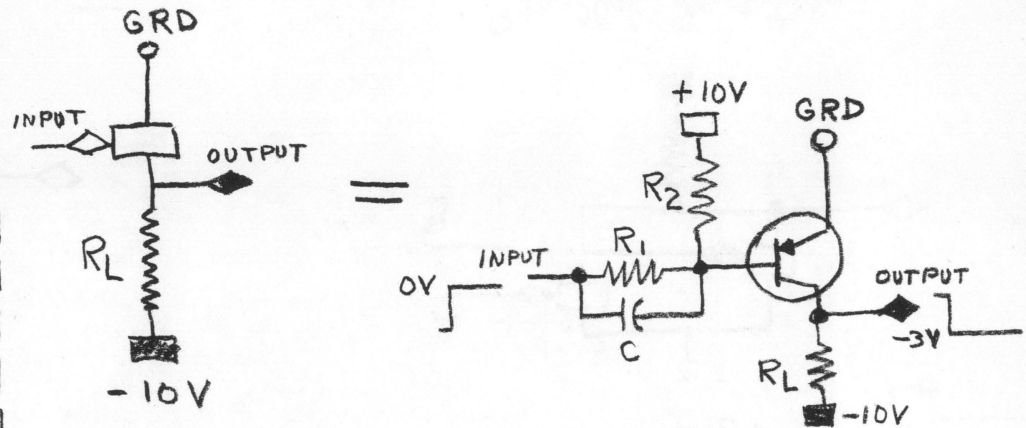 GRD
INPUT
OUTPUT
RL
-10V
=
+10V
GRD
R2
INPUT
R1
0V
C
OUTPUT
-3V
RL
-10V